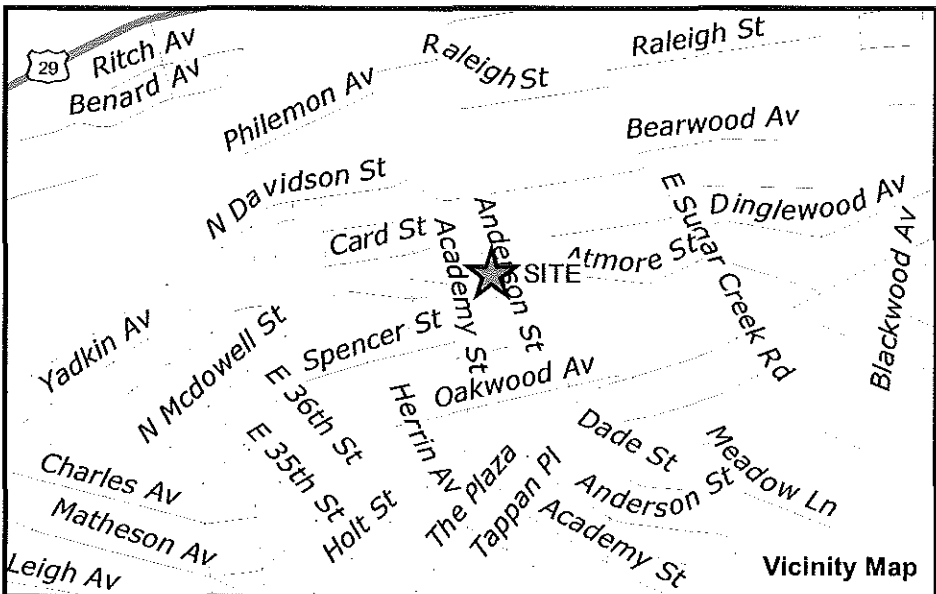 29
Ritch Av
Benard Av
Philemon Av
Raleigh St
Raleigh St
Bearwood Av
N Davidson St
Card St
Academy St
Anderson St
SITE
Atmore St
E Sugar Creek Rd
Dinglewood Av
Blackwood Av
Yadkin Av
N Mcdowell St
Spencer St
E 36th St
E 35th St
Herrin Av
Oakwood Av
Holt St
The Plaza
Tappan Pl
Dade St
Anderson St
Academy St
Meadow Ln
Charles Av
Matheson Av
Leigh Av
Vicinity Map